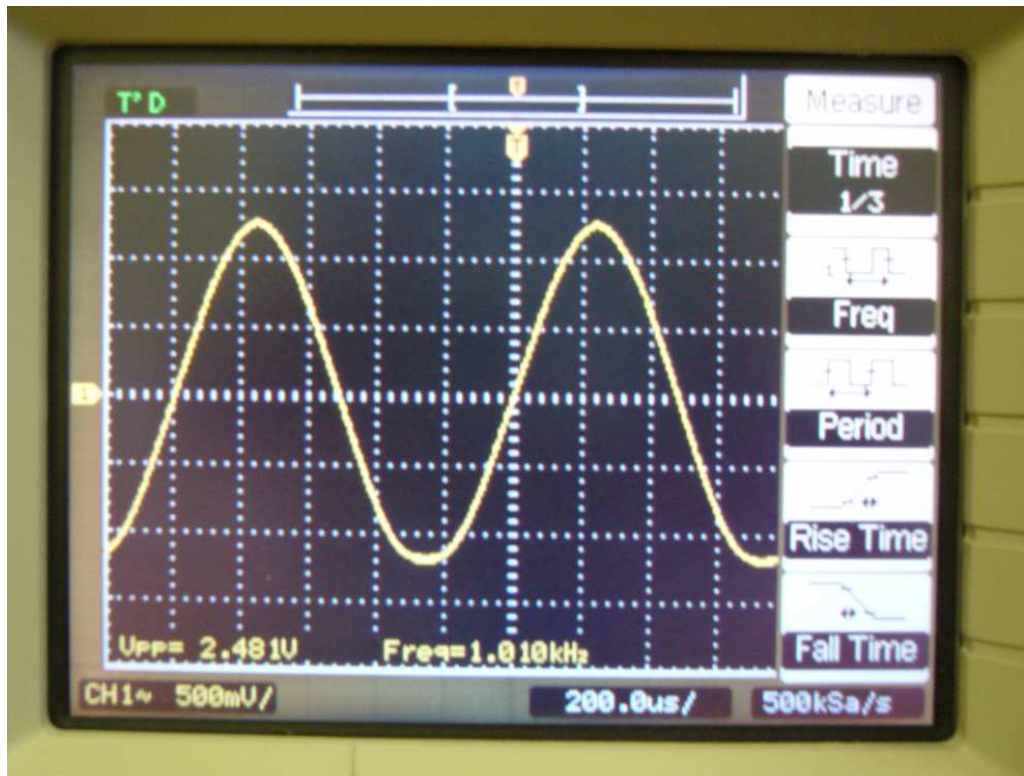 T'D
T
Measure
T
Time
1/3
t
Freq
1
Period
Rise Time
Fall Time
Vpp= 2.481V Freq=1.010kHz
CH1~ 500mV/ 200.0us/ 500kSa/s